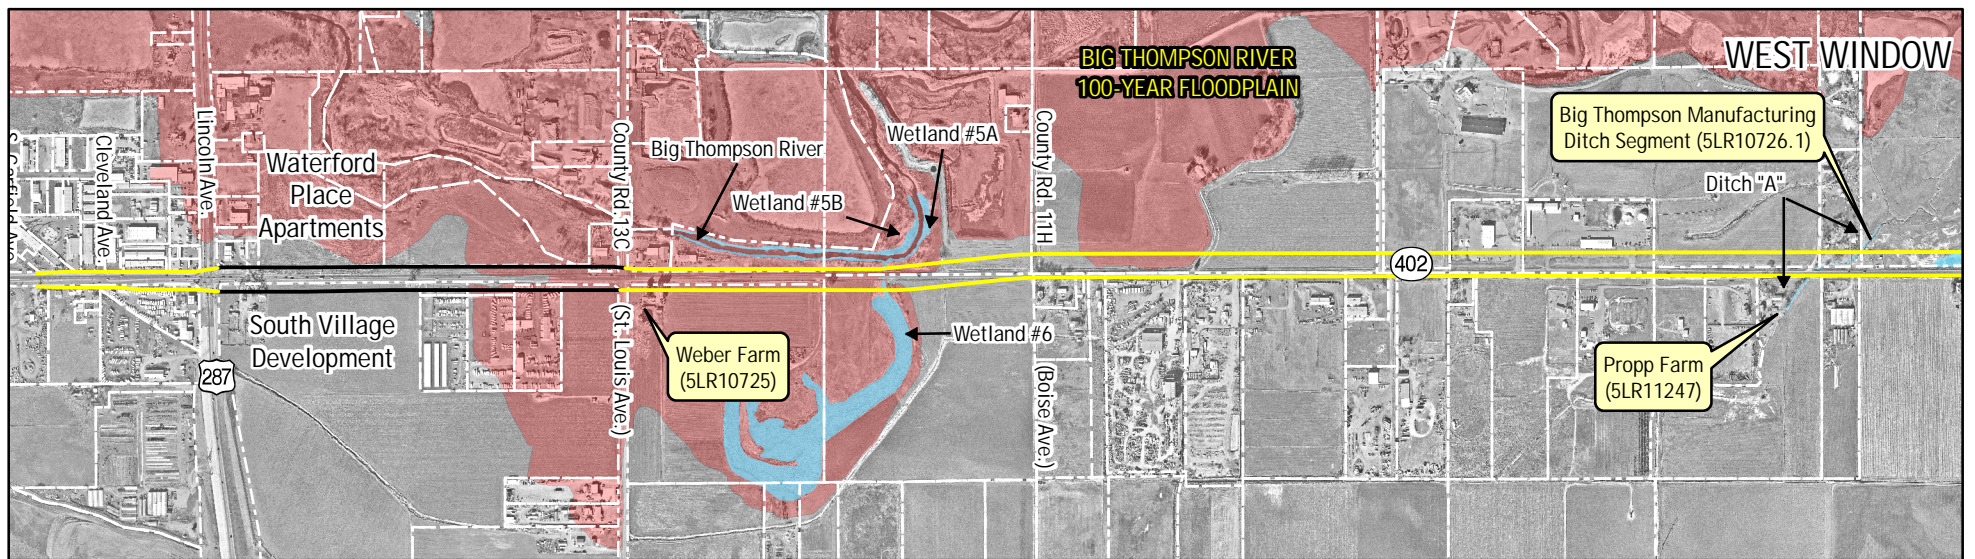 WEST WINDOW
BIG THOMPSON RIVER
100-YEAR FLOODPLAIN
Big Thompson Manufacturing
Ditch Segment (5LR10726.1)
Ditch "A"
Wetland #5A
Big Thompson River
Wetland #5B
Waterford
Place
Apartments
Lincoln Ave.
Cleveland Ave.
County Rd. 13C
(St. Louis Ave.)
County Rd. 11H
(Boise Ave.)
402
South Village
Development
287
Weber Farm
(5LR10725)
Wetland #6
Propp Farm
(5LR11247)